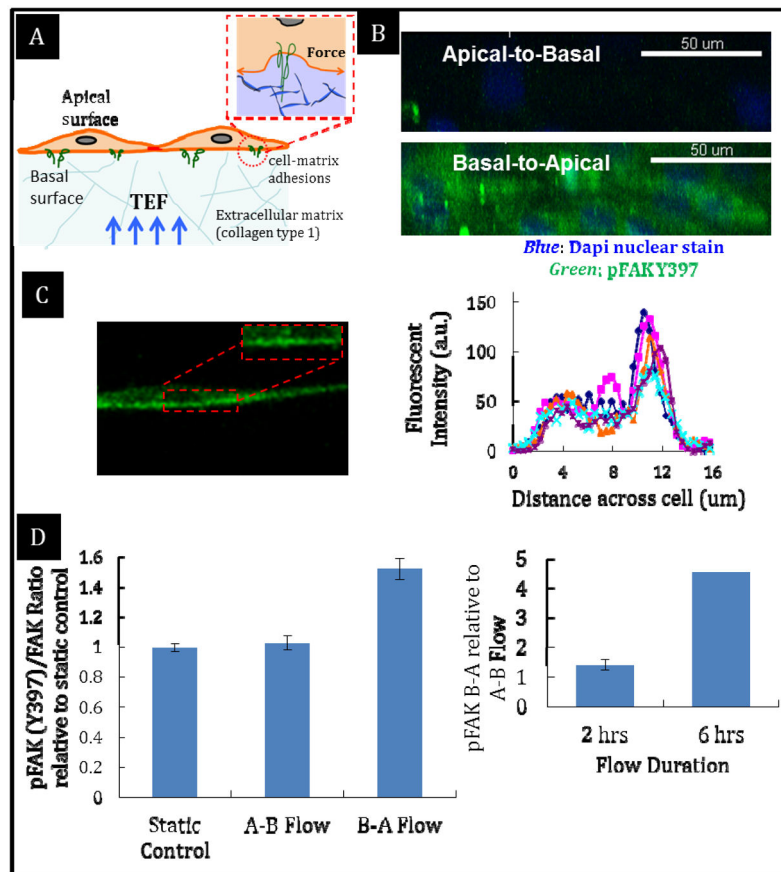 A
Force
Apical
surface
Basal
surface
cell-matrix
adhesions
TEF
Extracellular matrix
(collagen type 1)
B
Apical-to-Basal
50 um
Basal-to-Apical
50 um
Blue: Dapi nuclear stain
Green: pFAKY397
C
Fluorescent
Intensity (a.u.)
150
100
50
0
0 4 8 12 16
Distance across cell (um)
D
pFAK (Y397)/FAK Ratio
relative to static control
1.6
1.4
1.2
1
0.8
0.6
0.4
0.2
0
Static
Control
A-B Flow
B-A Flow
pFAK B-A relative to
A-B Flow
5
4
3
2
1
0
2 hrs
6 hrs
Flow Duration